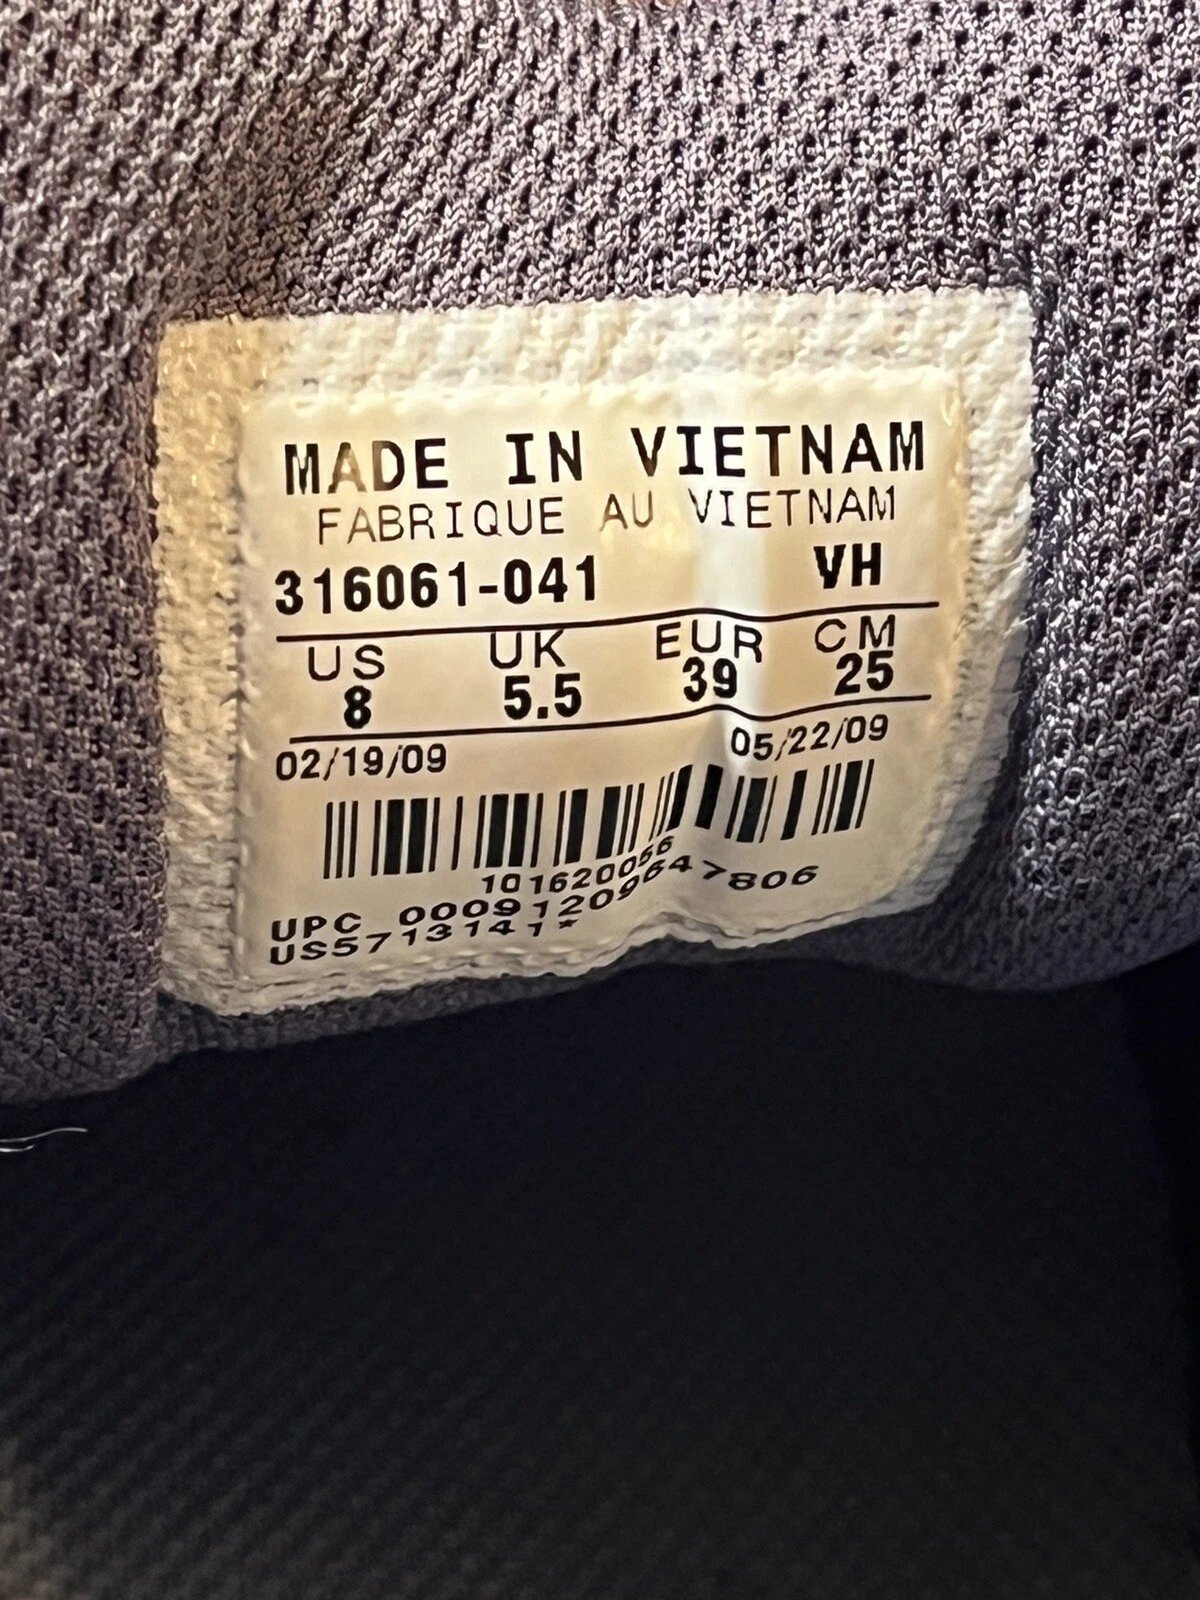 MADE IN VIETNAM
FABRIQUE AU VIETNAM
316061-041 VH
US UK EUR CM
8 5.5 39 25
02/19/09 05/22/09
101620056
UPC 00091209647806
US5713141*